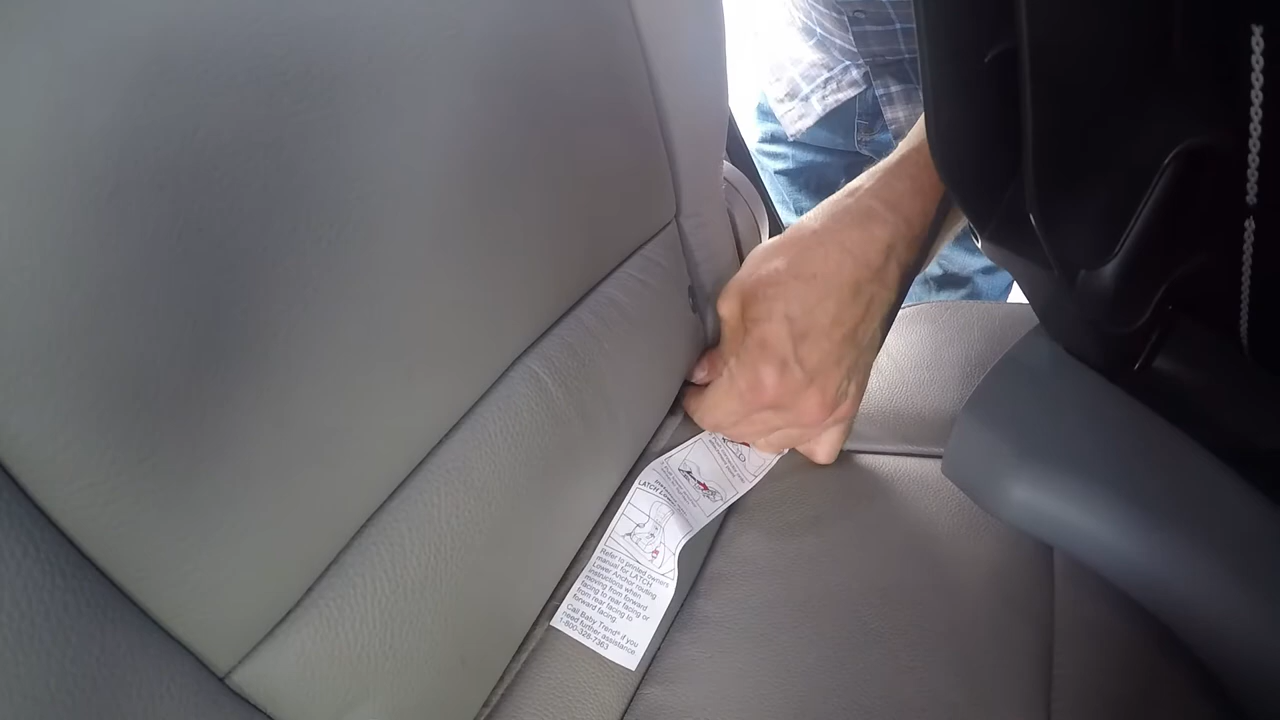 LATCH
Refer to printed owners
manual for LATCH
Lower Anchor routing
instructions when
moving from forward
facing to rear facing or
from rear facing to
forward facing.
Call Baby Trend® if you
need further assistance.
1-800-328-7363